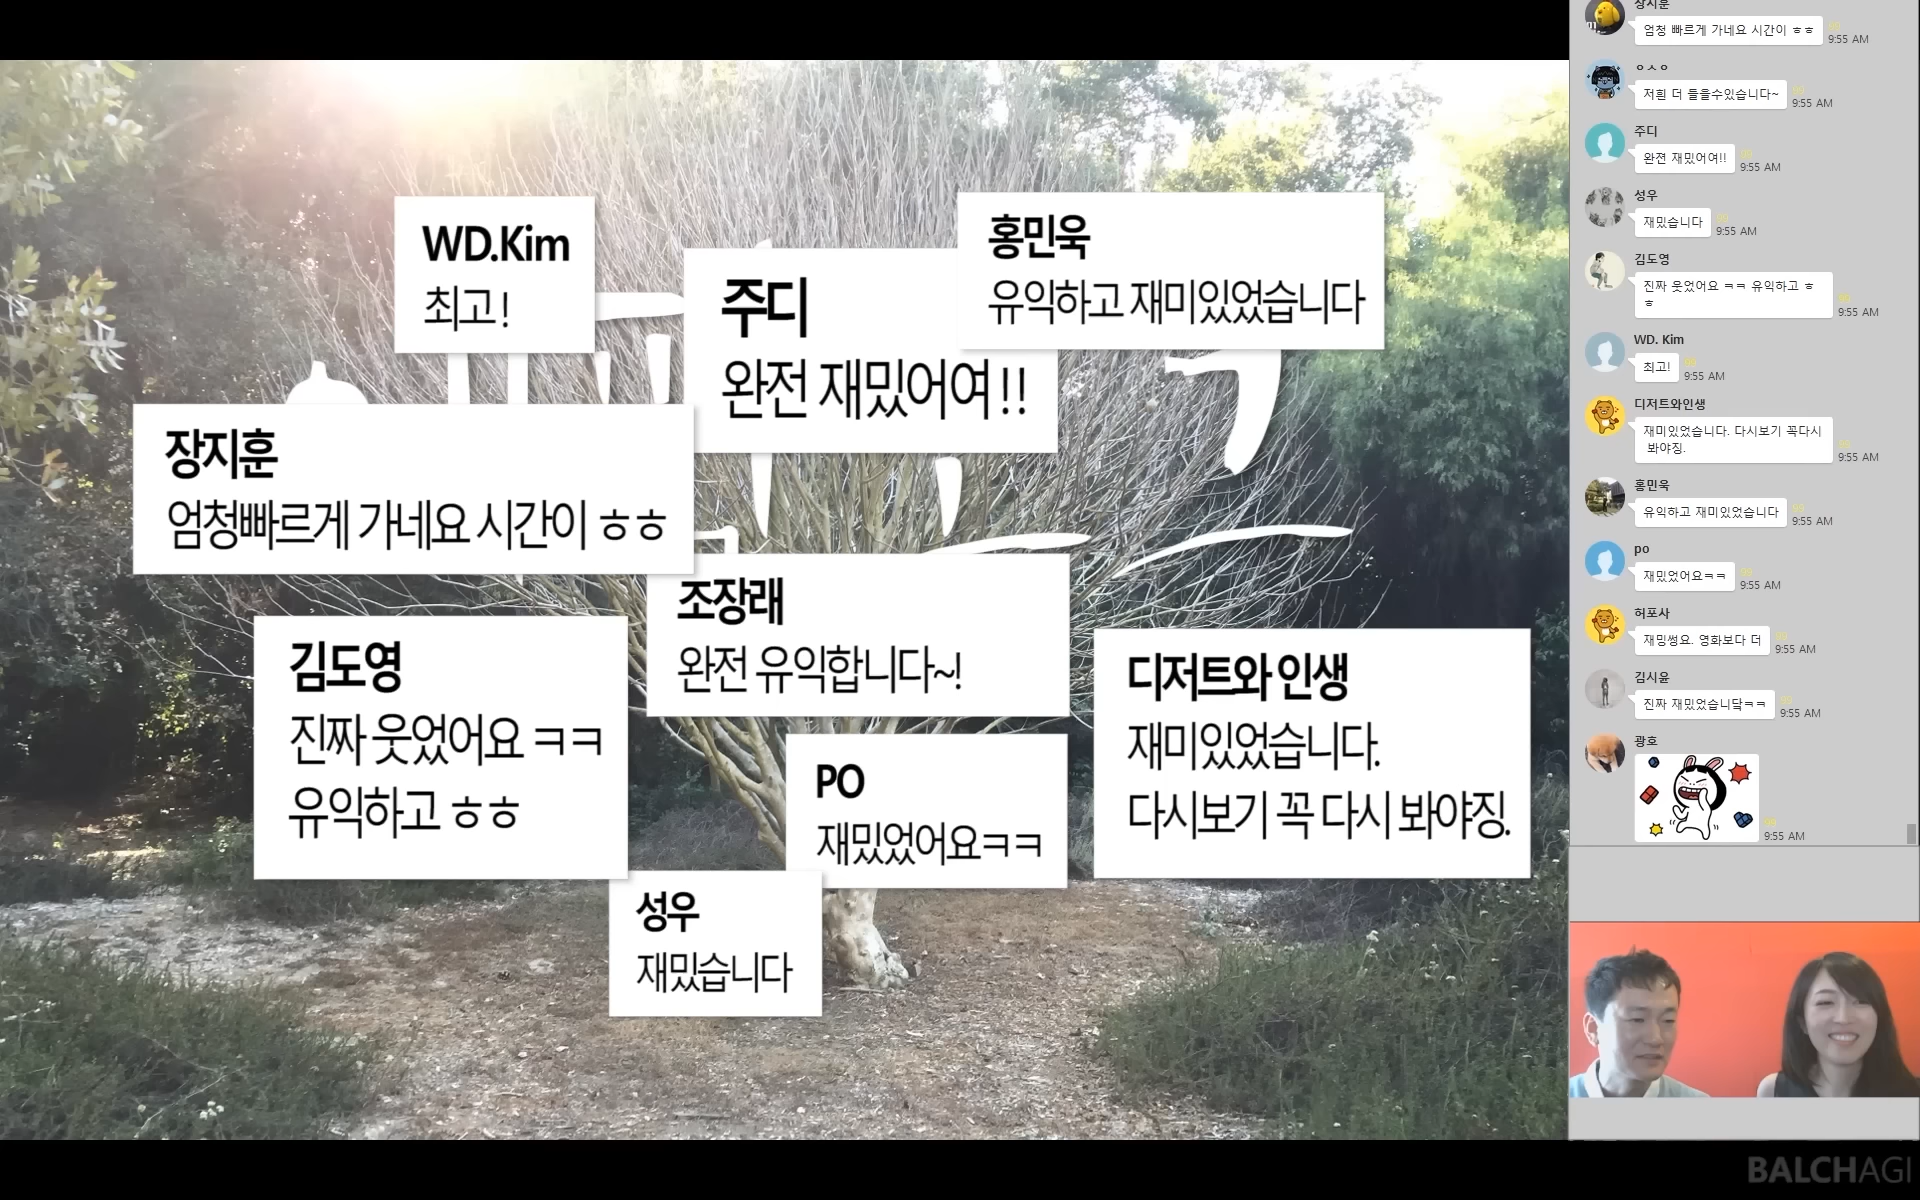 WD.Kim
최고!
주디
완전 재밌어여!!
홍민욱
유익하고 재미있었습니다
장지훈
엄청빠르게 가네요 시간이 ㅎㅎ
조장래
완전 유익합니다~!
김도영
진짜 웃었어요 ㅋㅋ
유익하고 ㅎㅎ
디저트와 인생
재미있었습니다.
다시보기 꼭 다시 봐야징.
PO
재밌었어요ㅋㅋ
성우
재밌습니다
장지훈
엄청 빠르게 가네요 시간이 ㅎㅎ
9:55 AM
ㅇㅅㅇ
저흰 더 들을수있습니다~
9:55 AM
주디
완젼 재밌어여!!
9:55 AM
성우
재밌습니다
9:55 AM
김도영
진짜 웃었어요 ㅋㅋ 유익하고 ㅎ
ㅎ
9:55 AM
WD. Kim
최고!
9:55 AM
디저트와인생
재미있었습니다. 다시보기 꼭다시
봐야징.
9:55 AM
홍민욱
유익하고 재미있었습니다
9:55 AM
po
재밌었어요ㅋㅋ
9:55 AM
허포사
재밍썽요. 영화보다 더
9:55 AM
김시윤
진짜 재밌었습니닼ㅋㅋ
9:55 AM
광호
9:55 AM
BALCHAGI